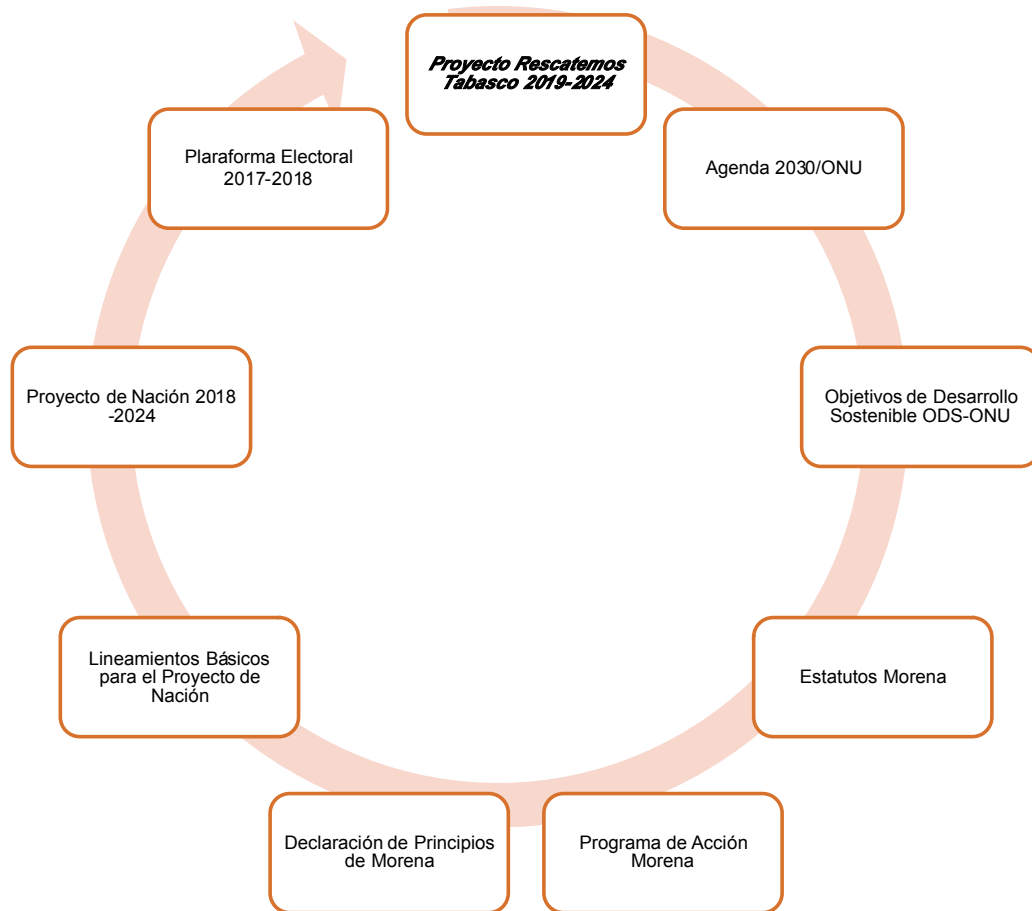 Proyecto Rescatemos
Tabasco 2019-2024
Agenda 2030/ONU
Objetivos de Desarrollo
Sostenible ODS-ONU
Estatutos Morena
Programa de Acción
Morena
Declaración de Principios
de Morena
Lineamientos Básicos
para el Proyecto de
Nación
Proyecto de Nación 2018
-2024
Plaraforma Electoral
2017-2018